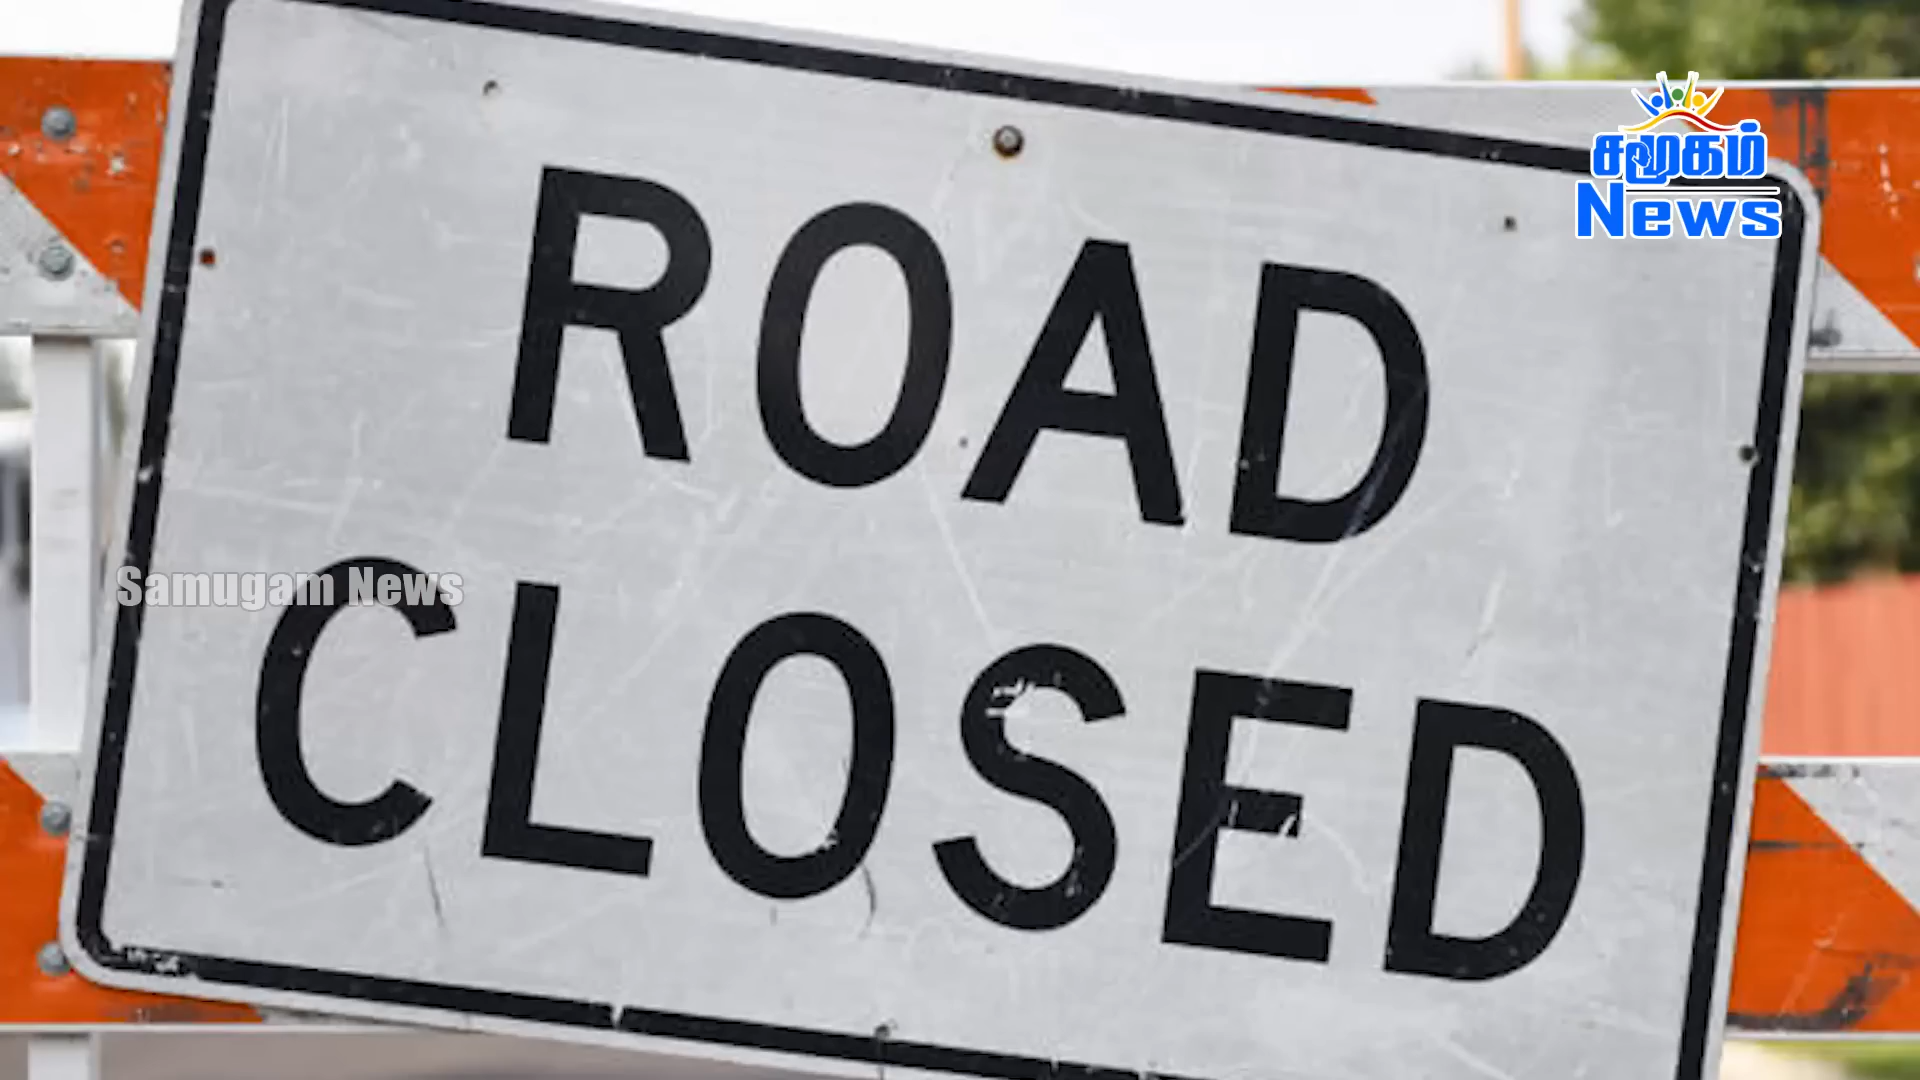 சமூகம்
News
ROAD
Samugam News
CLOSED